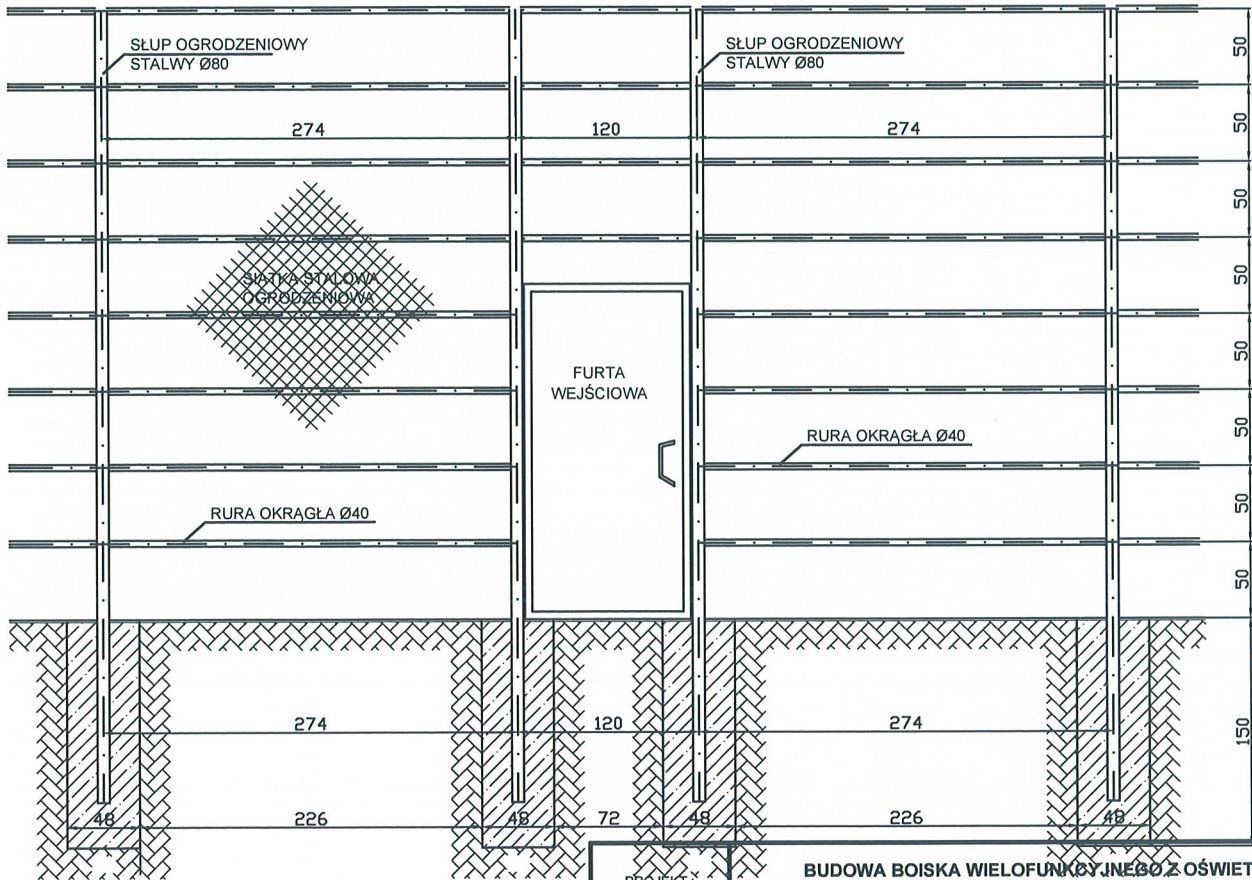 SŁUP OGRODZENIOWY
STALWY Ø80
SŁUP OGRODZENIOWY
STALWY Ø80
50
50
50
50
50
50
50
50
150
274
120
274
SIATKA STALOWA
OGRODZENIOWA
FURTA
WEJŚCIOWA
RURA OKRĄGŁA Ø40
RURA OKRĄGŁA Ø40
274
120
274
48
226
48
72
48
226
48
PROJEKT
BUDOWA BOISKA WIELOFUNKCYJNEGO Z OŚWIET